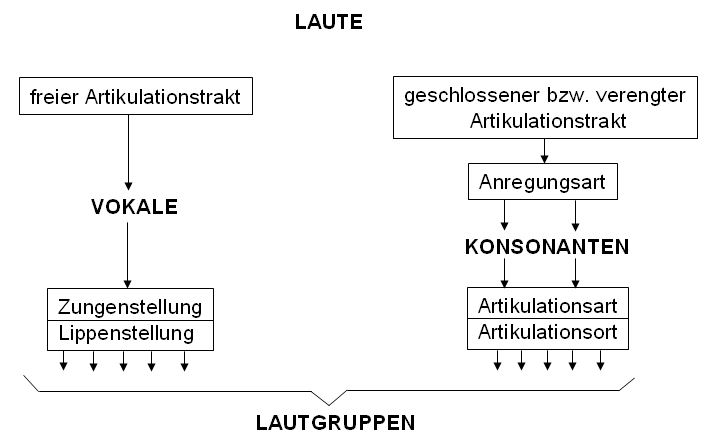 LAUTE
freier Artikulationstrakt
geschlossener bzw. verengter
Artikulationstrakt
Anregungsart
VOKALE
KONSONANTEN
Zungenstellung
Lippenstellung
Artikulationsart
Artikulationsort
LAUTGRUPPEN